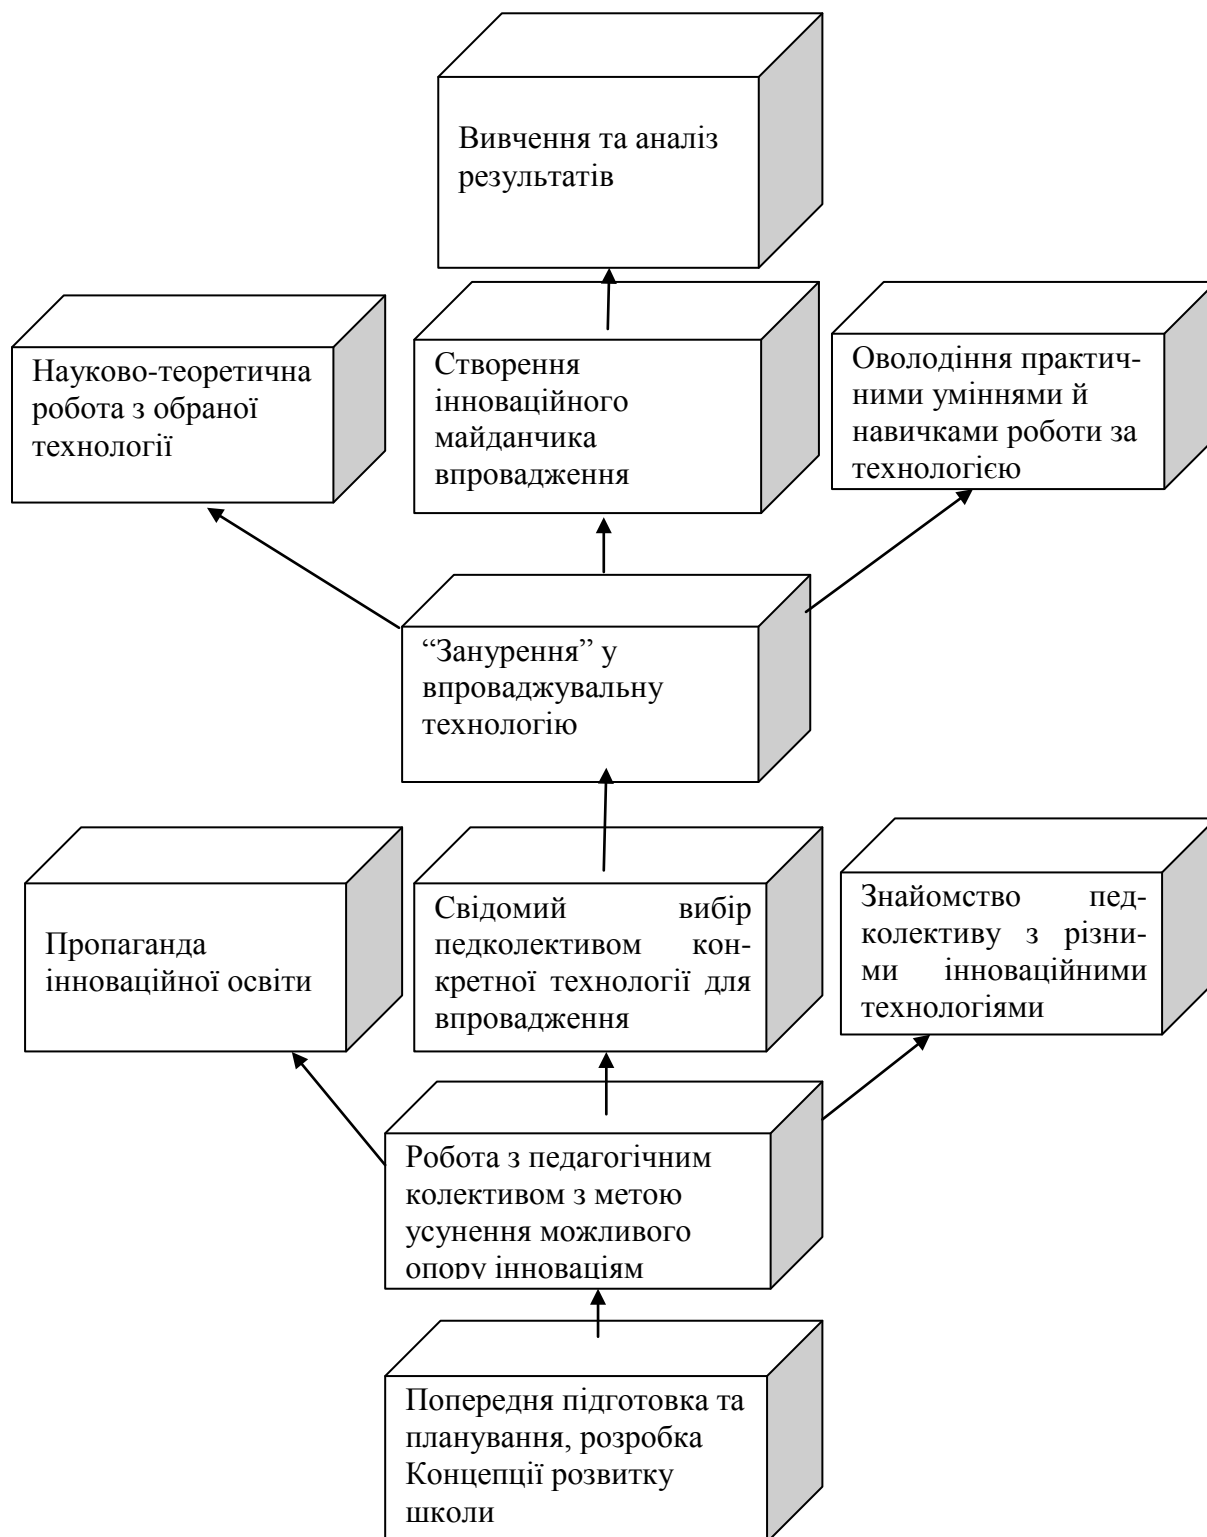 Вивчення та аналіз
результатів
Науково-теоретична
робота з обраної
технології
Створення
інноваційного
майданчика
впровадження
Оволодіння практич-
ними уміннями й
навичками роботи за
технологією
“Занурення” у
впроваджувальну
технологію
Пропаганда
інноваційної освіти
Свідомий вибір
педколективом кон-
кретної технології для
впровадження
Знайомство пед-
колективу з різни-
ми інноваційними
технологіями
Робота з педагогічним
колективом з метою
усунення можливого
опору інноваціям
Попередня підготовка та
планування, розробка
Концепції розвитку
школи